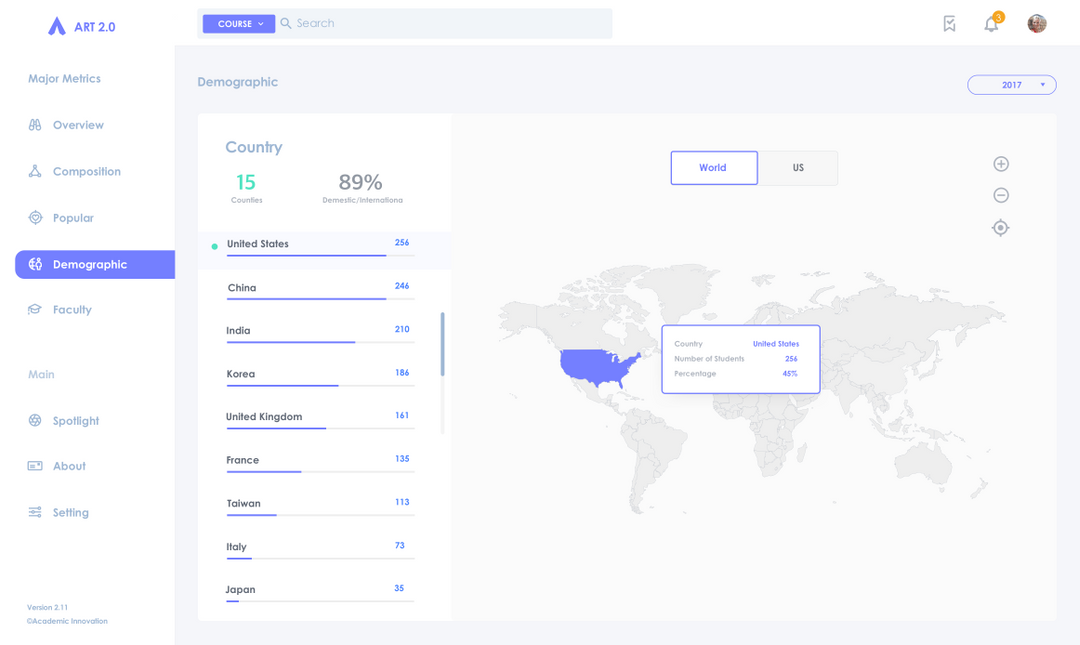 ART 2.0
COURSE
Search
3
Major Metrics
Overview
Composition
Popular
Demographic
Faculty
Main
Spotlight
About
Setting
Version 2.11
©Academic Innovation
Demographic
2017
Country
15
Counties
89%
Demestic/Internationa
United States 256
China 246
India 210
Korea 186
United Kingdom 161
France 135
Taiwan 113
Italy 73
Japan 35
World
US
Country United States
Number of Students 256
Percentage 45%